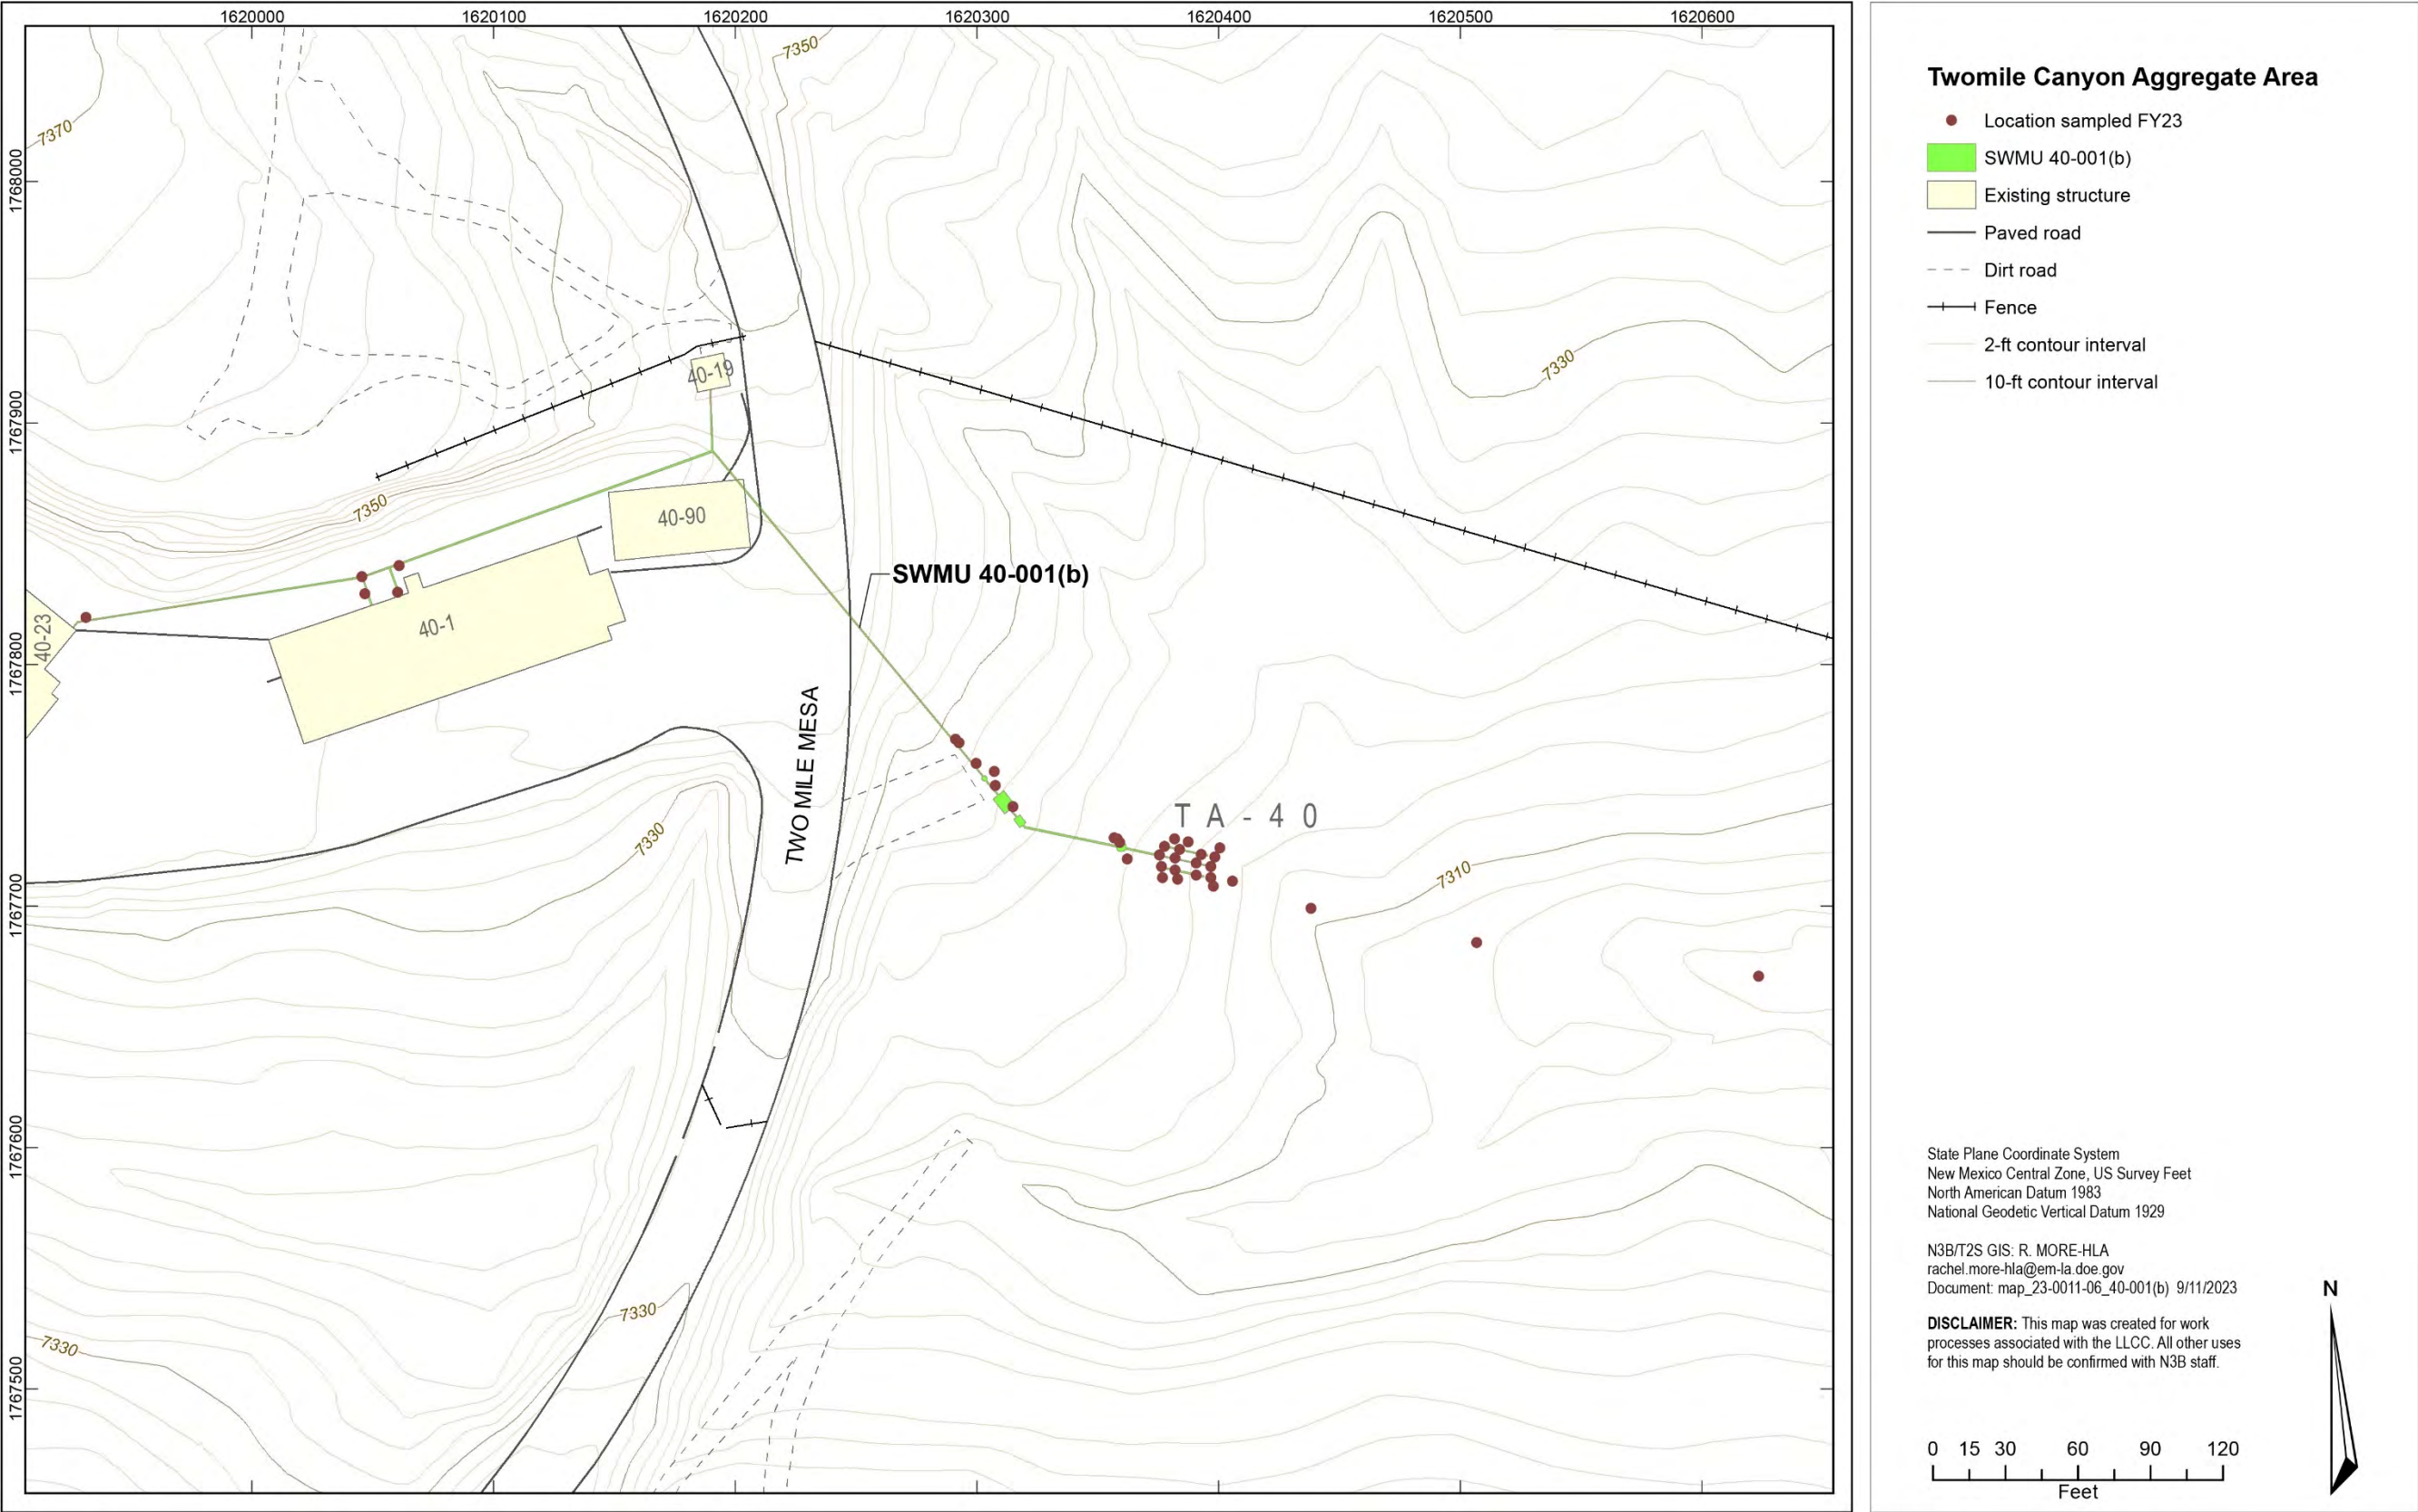 1620000 1620100 1620200 1620300 1620400 1620500 1620600
7350
7370
1768000
40-19
7330
1767900
7350
40-90
SWMU 40-001(b)
40-23
40-1
1767800
TWO MILE MESA
TA-40
7330
7310
1767700
1767600
7330
7330
1767500
Twomile Canyon Aggregate Area
Location sampled FY23
SWMU 40-001(b)
Existing structure
Paved road
Dirt road
Fence
2-ft contour interval
10-ft contour interval
State Plane Coordinate System
New Mexico Central Zone, US Survey Feet
North American Datum 1983
National Geodetic Vertical Datum 1929
N3B/T2S GIS: R. MORE-HLA
rachel.more-hla@em-la.doe.gov
Document: map_23-0011-06_40-001(b) 9/11/2023
DISCLAIMER: This map was created for work
processes associated with the LLCC. All other uses
for this map should be confirmed with N3B staff.
N
0 15 30 60 90 120
Feet